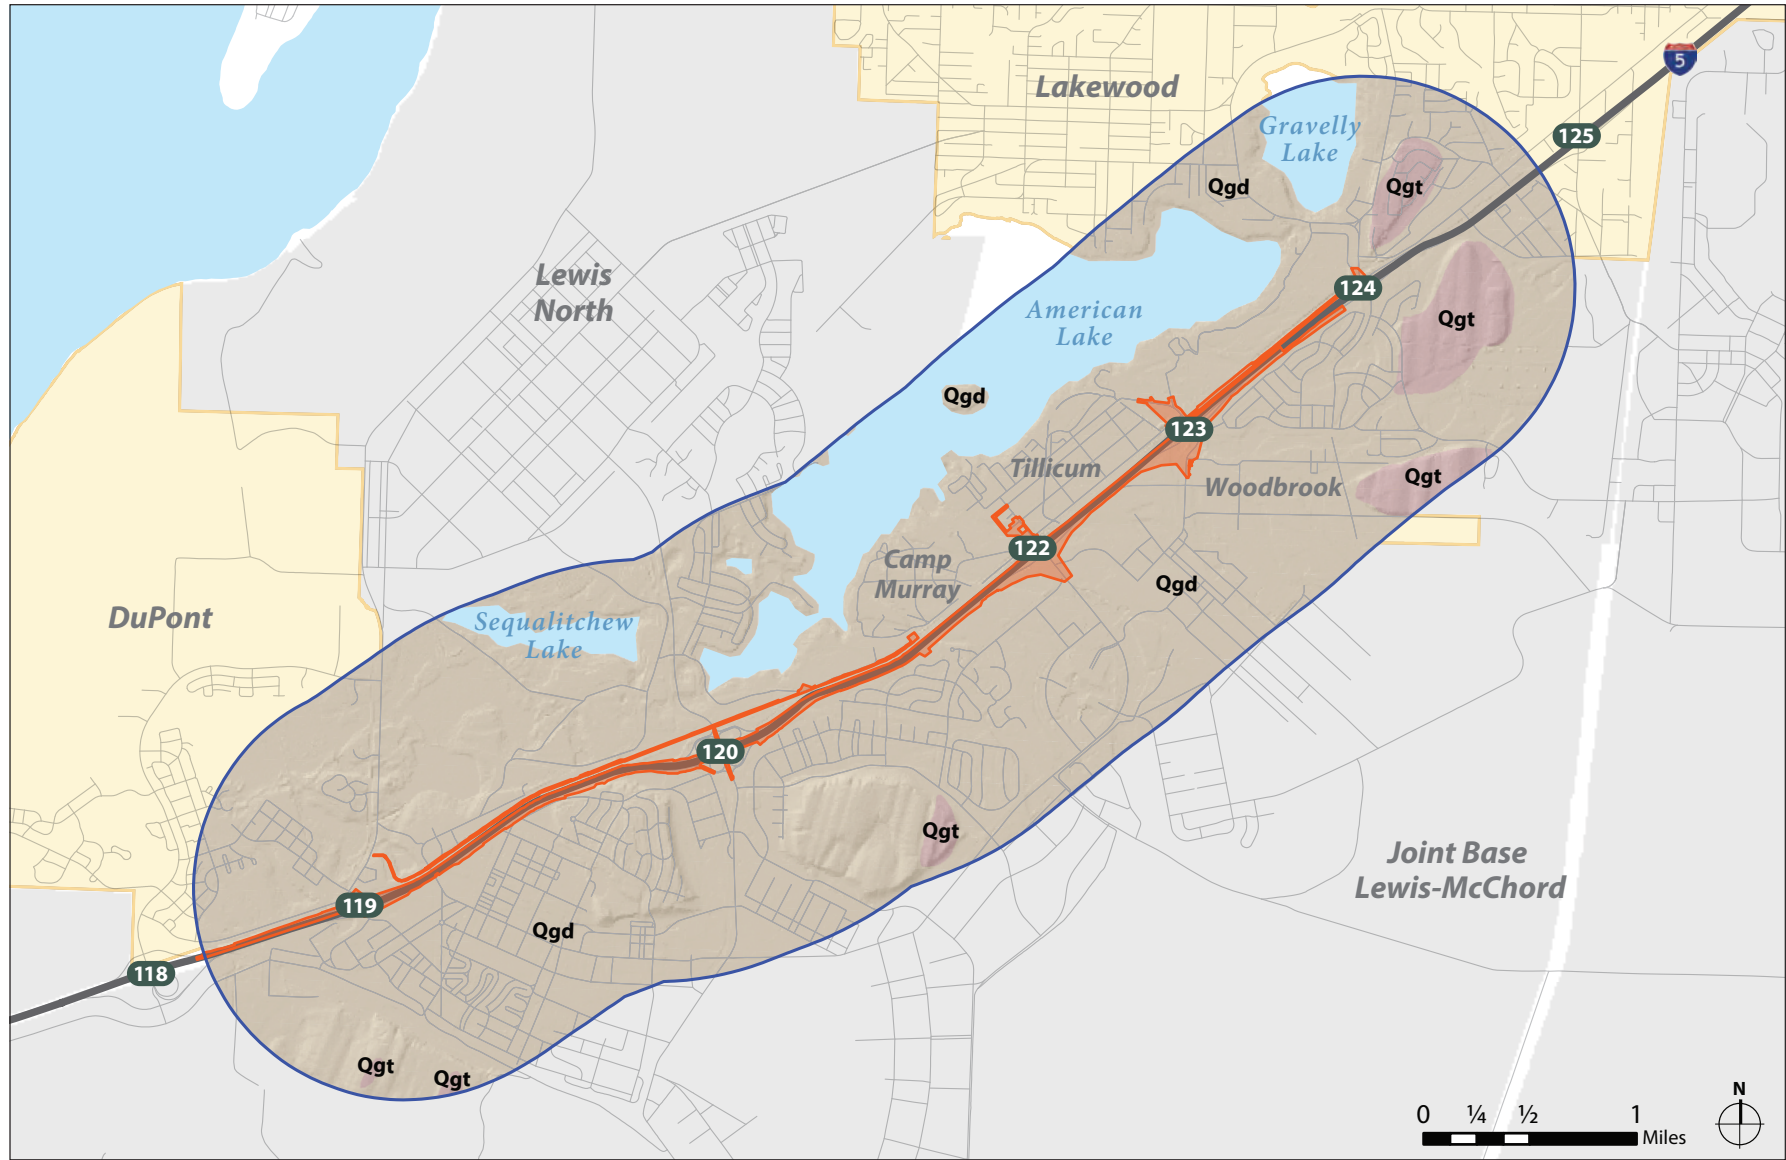 5
Lakewood
Gravelly
Lake
125
Qgd
Qgt
Lewis
North
124
American
Lake
Qgt
Qgd
123
Tillicum
Woodbrook
Qgt
122
Camp
Murray
Qgd
DuPont
Sequalitchew
Lake
120
Qgt
Joint Base
Lewis-McChord
119
Qgd
118
Qgt
Qgt
N
0 ¼ ½ 1
Miles